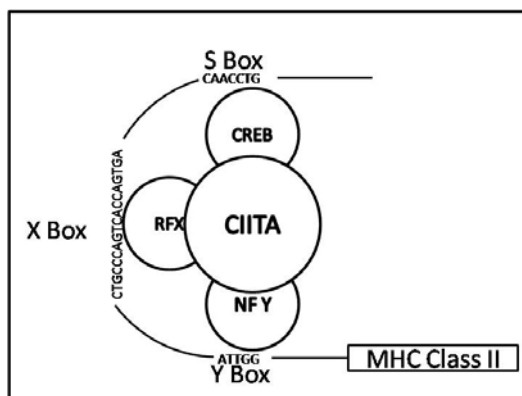 S Box
CAACCTG
CREB
CTGCCCAGTCACCAGTGA
X Box
RFX
CIITA
NF Y
ATTGG
Y Box
MHC Class II